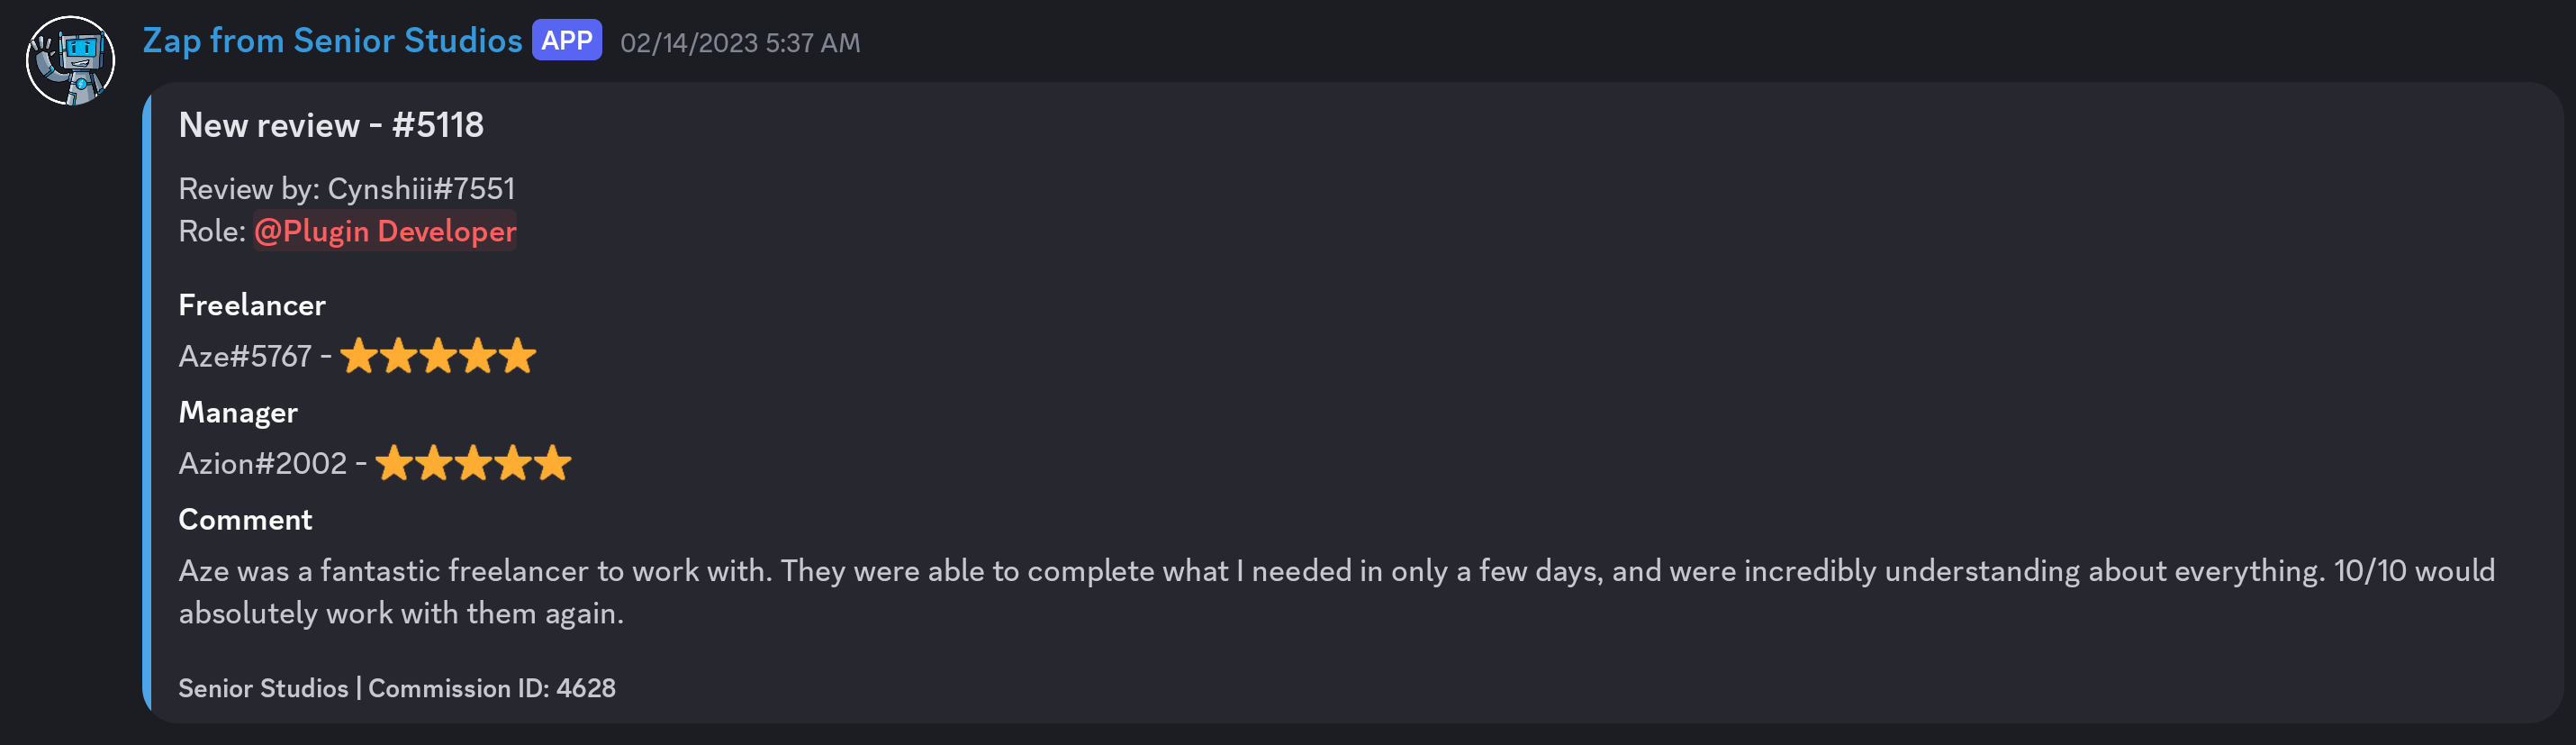 Zap from Senior Studios APP 02/14/2023 5:37 AM
New review - #5118
Review by: Cynshiii#7551
Role: @Plugin Developer
Freelancer
Aze#5767 - ⭐⭐⭐⭐⭐
Manager
Azion#2002 - ⭐⭐⭐⭐⭐
Comment
Aze was a fantastic freelancer to work with. They were able to complete what I needed in only a few days, and were incredibly understanding about everything. 10/10 would
absolutely work with them again.
Senior Studios | Commission ID: 4628